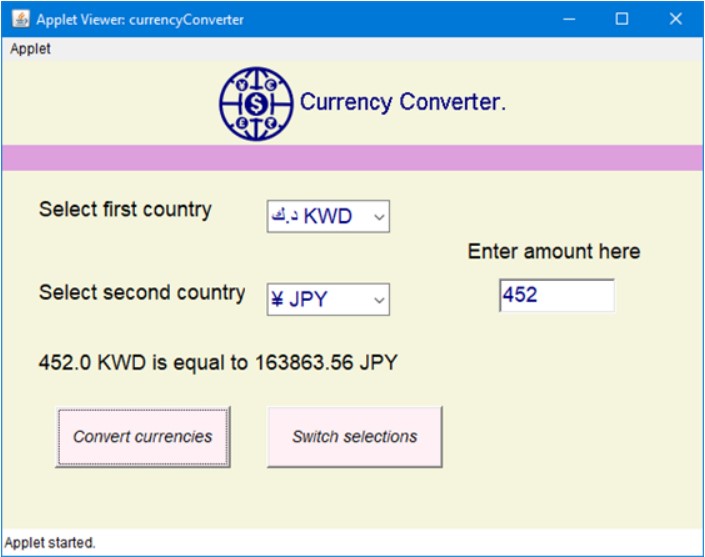 Applet Viewer: currencyConverter
Applet
Currency Converter.
Select first country
د.ك KWD
Enter amount here
Select second country
¥ JPY
452
452.0 KWD is equal to 163863.56 JPY
Convert currencies
Switch selections
Applet started.